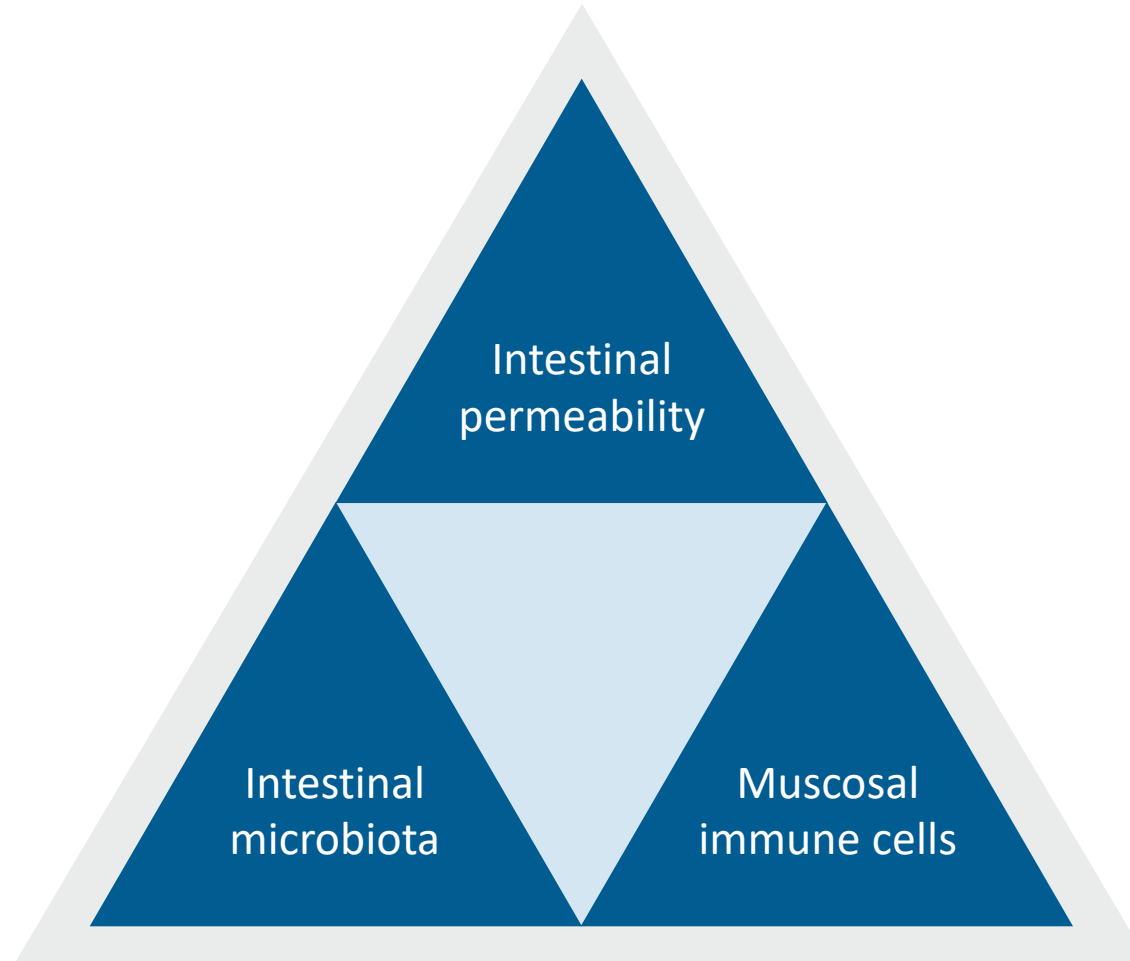 Intestinal
permeability
Intestinal
microbiota
Muscosal
immune cells